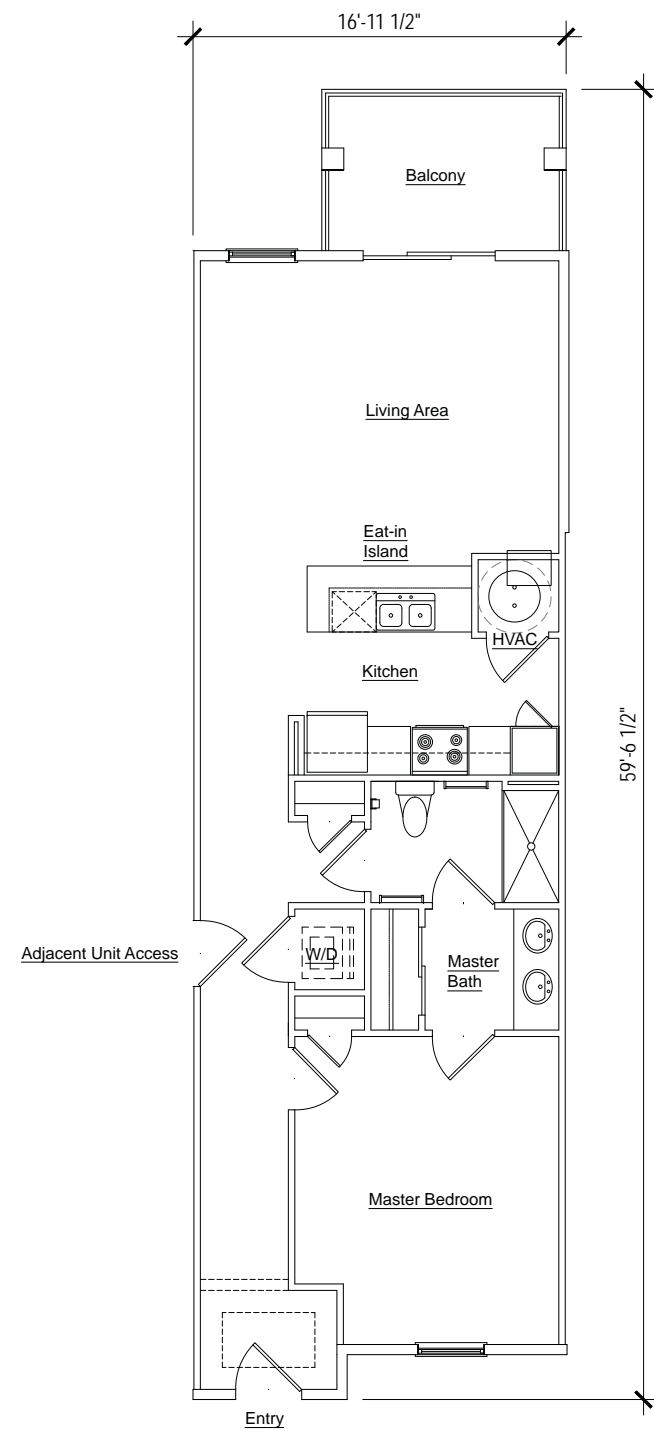 16'-11 1/2"
Balcony
Living Area
Eat-in
Island
HVAC
Kitchen
59'-6 1/2"
Adjacent Unit Access
W/D
Master
Bath
Master Bedroom
Entry